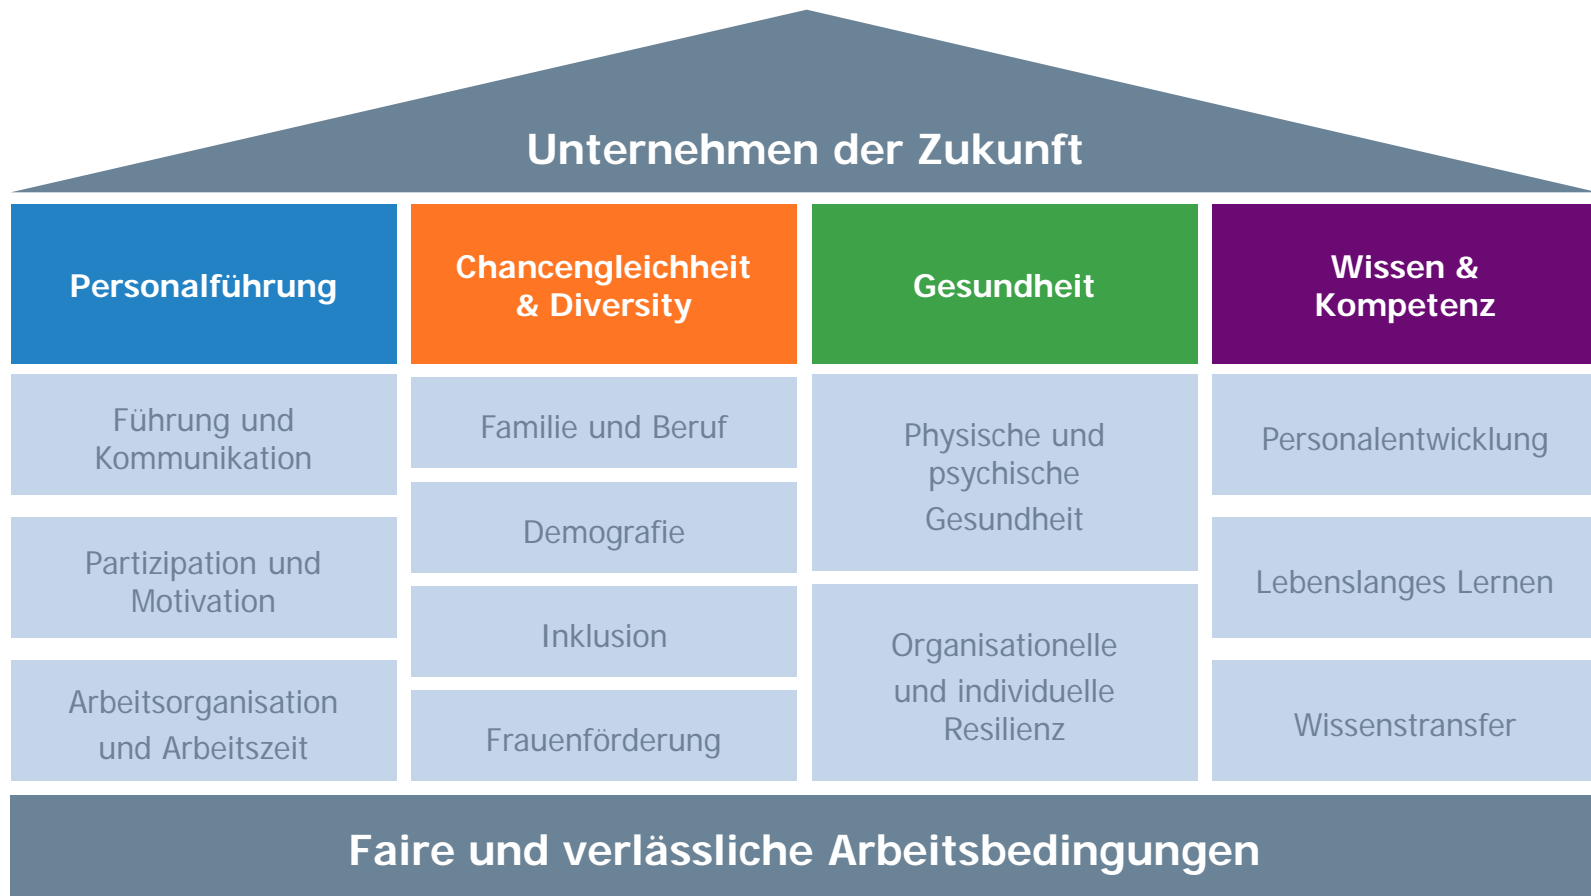 Unternehmen der Zukunft
Personalführung
Chancengleichheit
& Diversity
Gesundheit
Wissen &
Kompetenz
Führung und
Kommunikation
Partizipation und
Motivation
Arbeitsorganisation
und Arbeitszeit
Familie und Beruf
Demografie
Inklusion
Frauenförderung
Physische und
psychische
Gesundheit
Organisationelle
und individuelle
Resilienz
Personalentwicklung
Lebenslanges Lernen
Wissenstransfer
Faire und verlässliche Arbeitsbedingungen